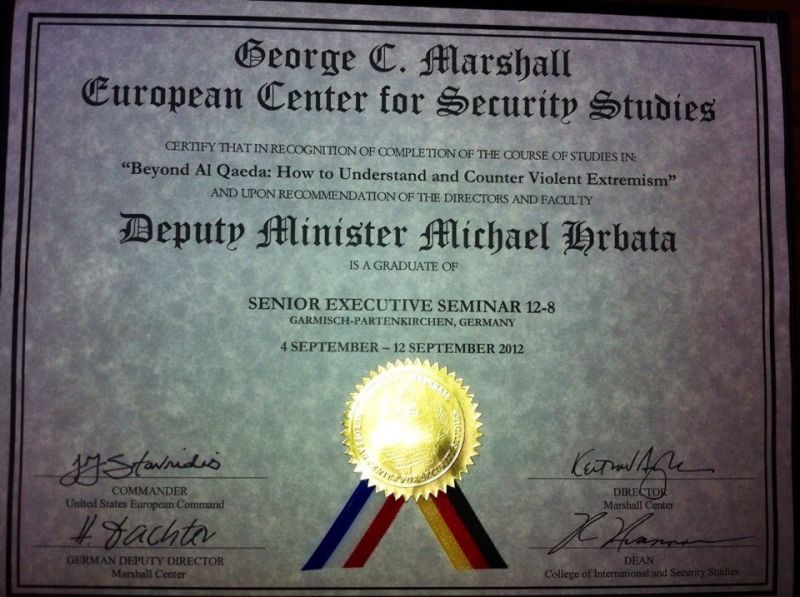 George C. Marshall
European Center for Security Studies
CERTIFY THAT IN RECOGNITION OF COMPLETION OF THE COURSE OF STUDIES IN:
“Beyond Al Qaeda: How to Understand and Counter Violent Extremism”
AND UPON RECOMMENDATION OF THE DIRECTORS AND FACULTY
Deputy Minister Michael Hrbata
IS A GRADUATE OF
SENIOR EXECUTIVE SEMINAR 12-8
GARMISCH-PARTENKIRCHEN, GERMANY
4 SEPTEMBER – 12 SEPTEMBER 2012
COMMANDER
United States European Command
DIRECTOR
Marshall Center
GERMAN DEPUTY DIRECTOR
Marshall Center
DEAN
College of International and Security Studies